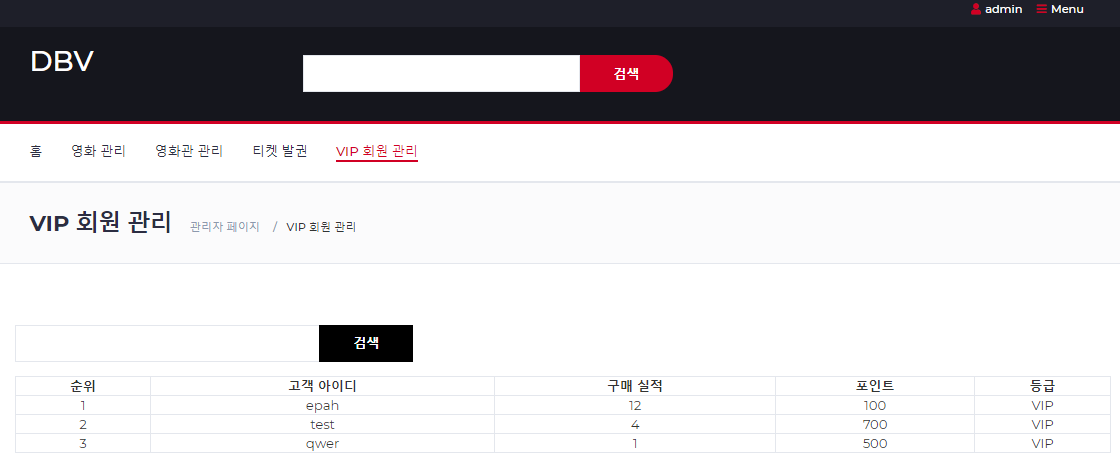 admin Menu
DBV
검색
홈 영화 관리 영화관 관리 티켓 발권 VIP 회원 관리
VIP 회원 관리 관리자 페이지 / VIP 회원 관리
검색
순위 고객 아이디 구매 실적 포인트 등급
1 epah 12 100 VIP
2 test 4 700 VIP
3 qwer 1 500 VIP